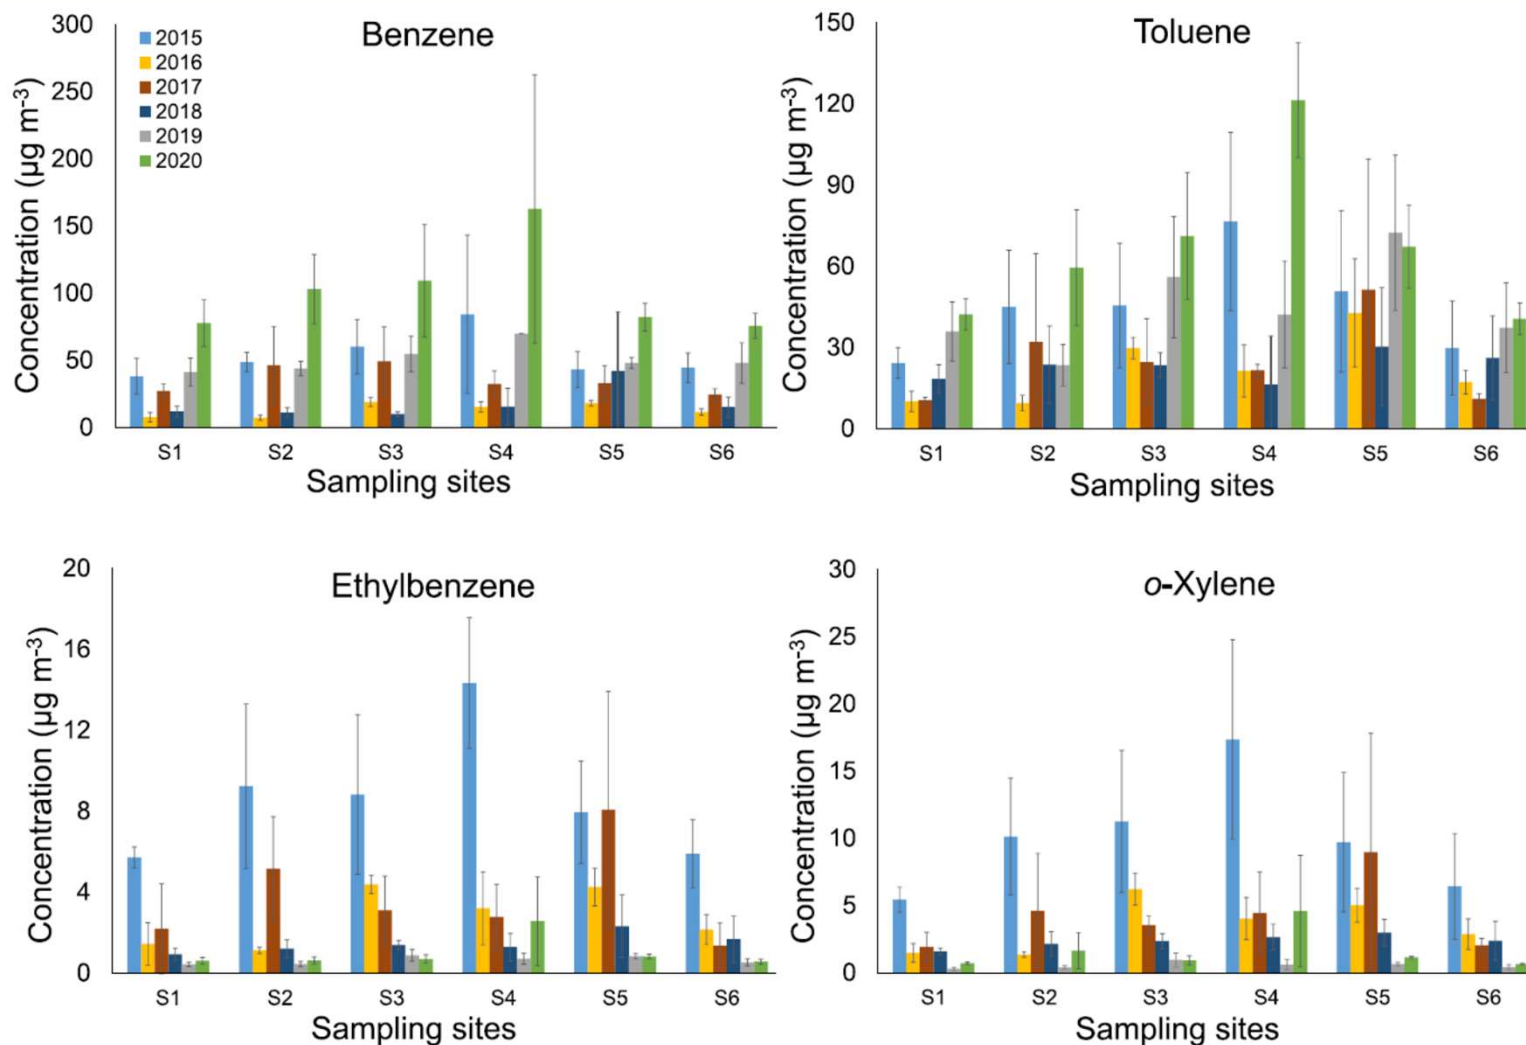 Benzene
Concentration (µg m-3)
300
250
200
150
100
50
0
2015
2016
2017
2018
2019
2020
S1 S2 S3 S4 S5 S6
Sampling sites
Toluene
Concentration (µg m-3)
150
120
90
60
30
0
S1 S2 S3 S4 S5 S6
Sampling sites
Ethylbenzene
Concentration (µg m-3)
20
16
12
8
4
0
S1 S2 S3 S4 S5 S6
Sampling sites
o-Xylene
Concentration (µg m-3)
30
25
20
15
10
5
0
S1 S2 S3 S4 S5 S6
Sampling sites